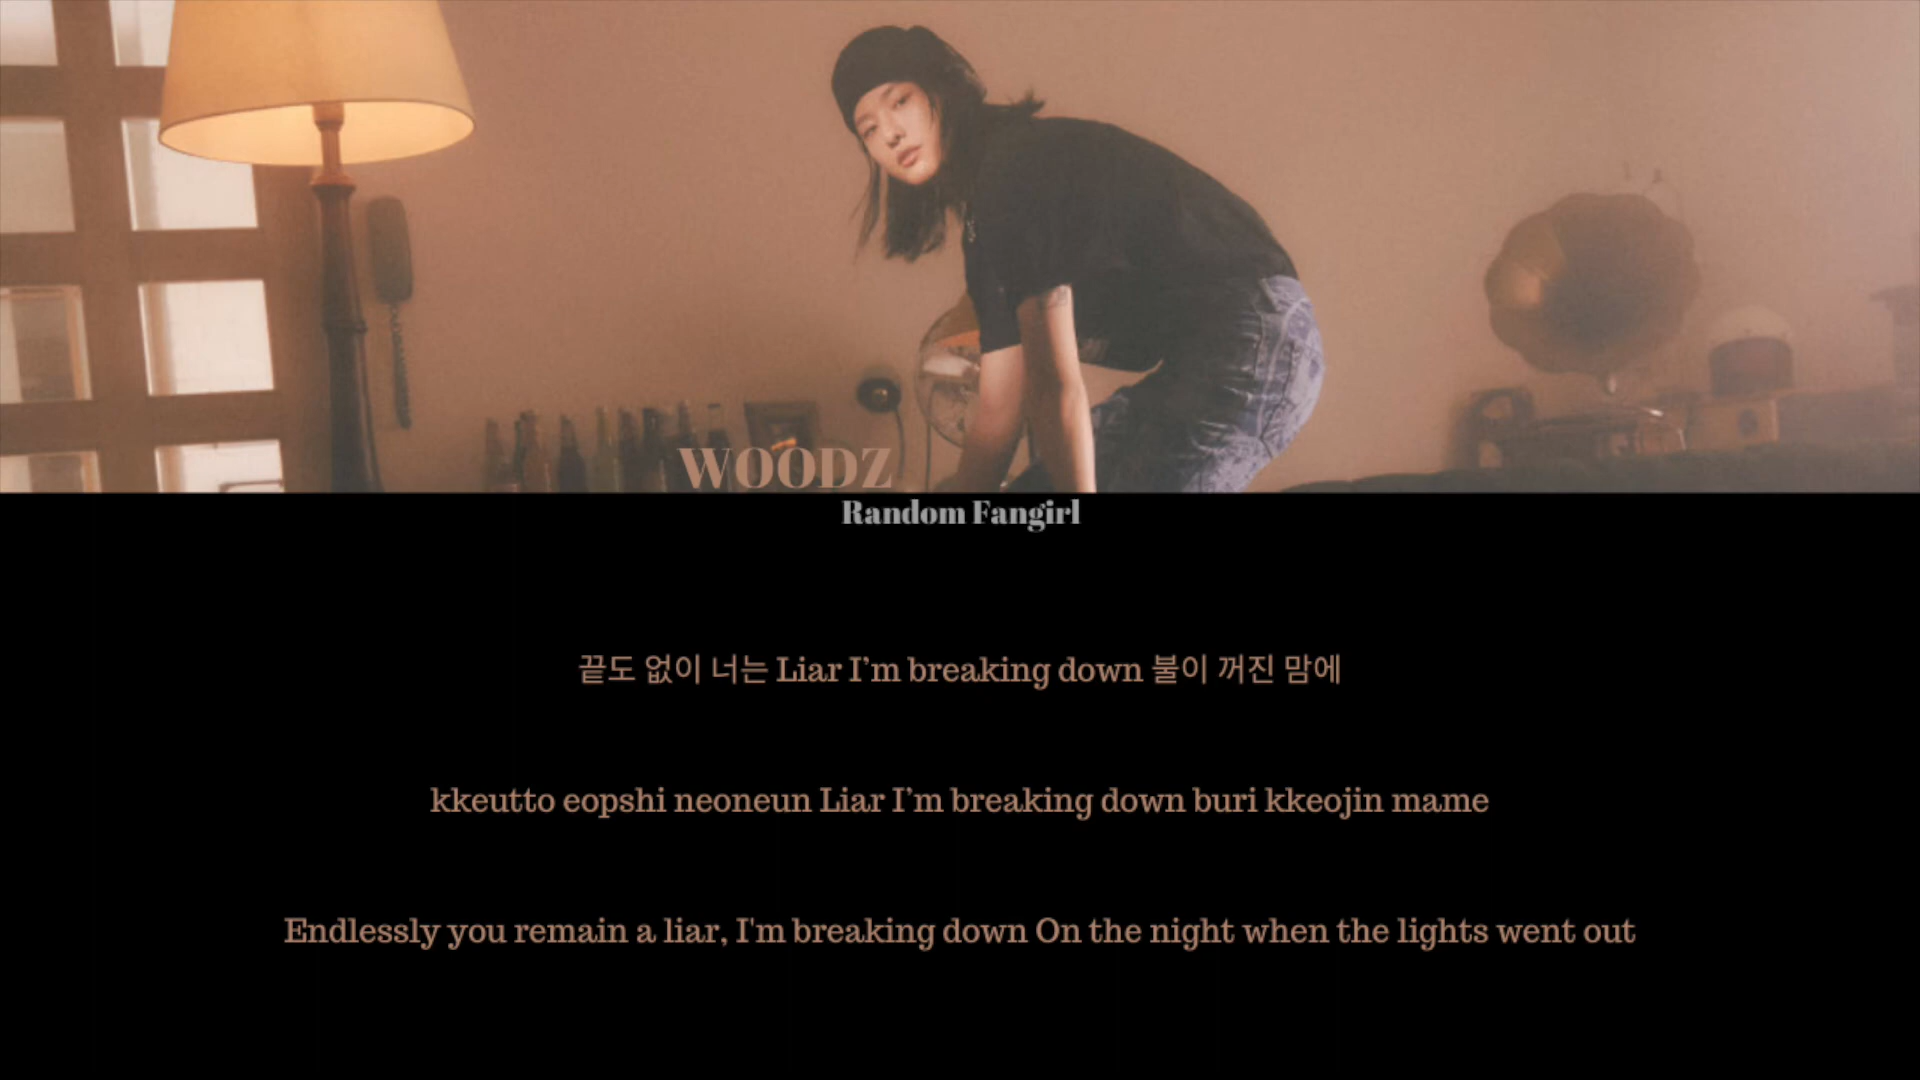 WOODZ
Random Fangirl
끝도 없이 너는 Liar I’m breaking down 불이 꺼진 맘에
kkeutto eopshi neoneun Liar I’m breaking down buri kkeojin mame
Endlessly you remain a liar, I'm breaking down On the night when the lights went out